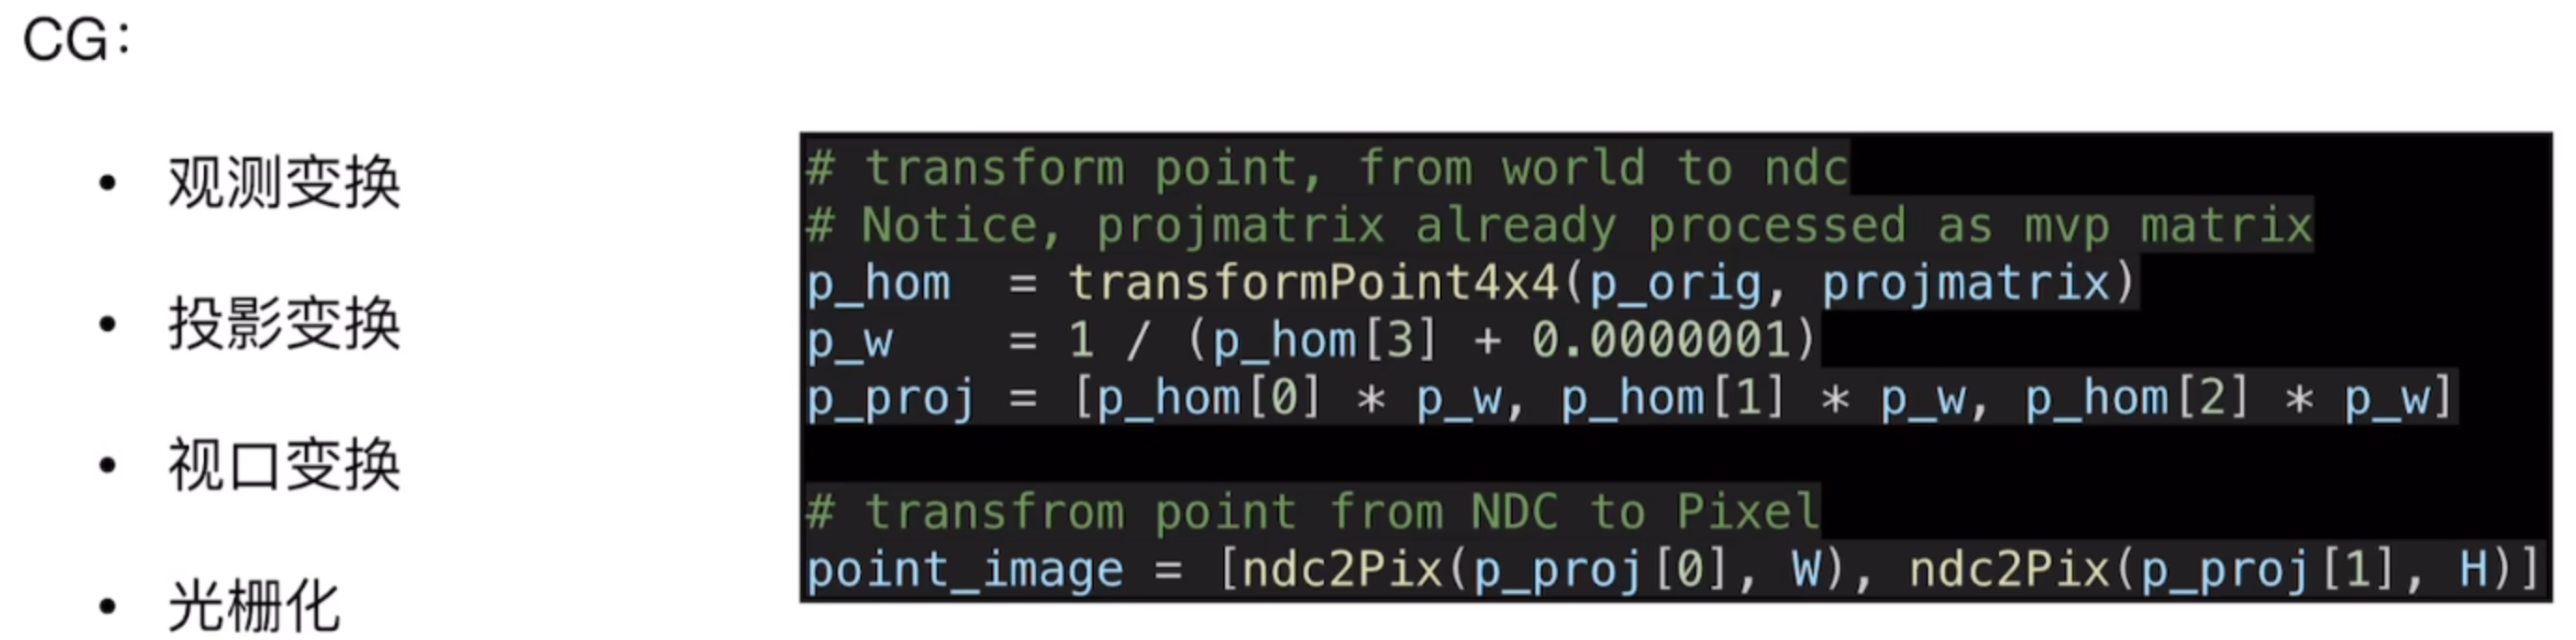 CG：
• 观测变换
• 投影变换
• 视口变换
• 光栅化
# transform point, from world to ndc
# Notice, projmatrix already processed as mvp matrix
p_hom  = transformPoint4x4(p_orig, projmatrix)
p_w    = 1 / (p_hom[3] + 0.0000001)
p_proj = [p_hom[0] * p_w, p_hom[1] * p_w, p_hom[2] * p_w]
# transfrom point from NDC to Pixel
point_image = [ndc2Pix(p_proj[0], W), ndc2Pix(p_proj[1], H)]